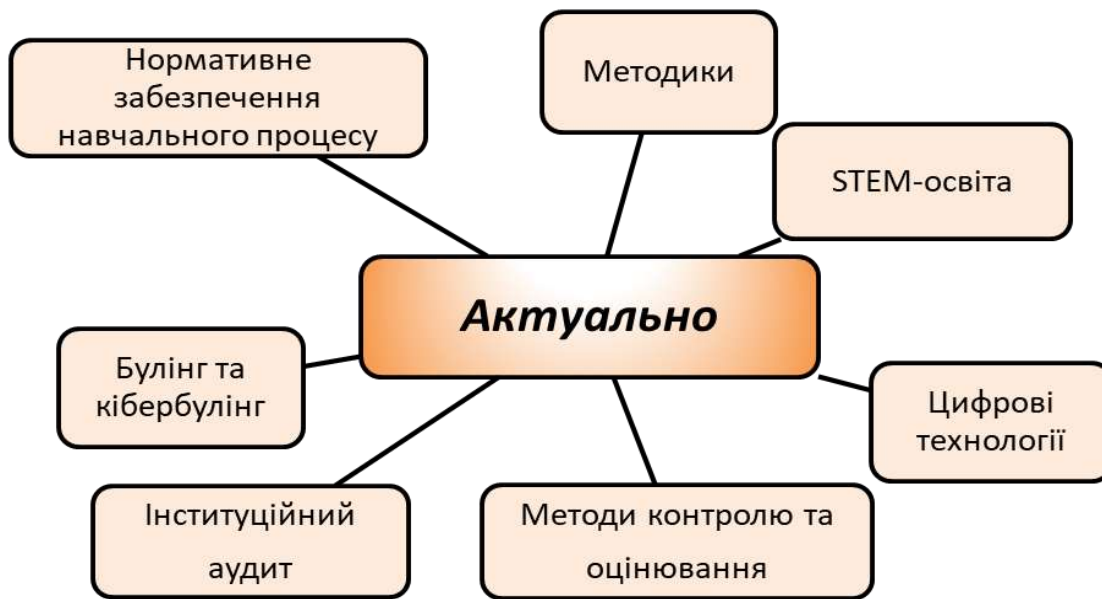 Нормативне
забезпечення
навчального процесу
Методики
STEM-освіта
Актуально
Булінг та
кібербулінг
Цифрові
технології
Інституційний
аудит
Методи контролю та
оцінювання